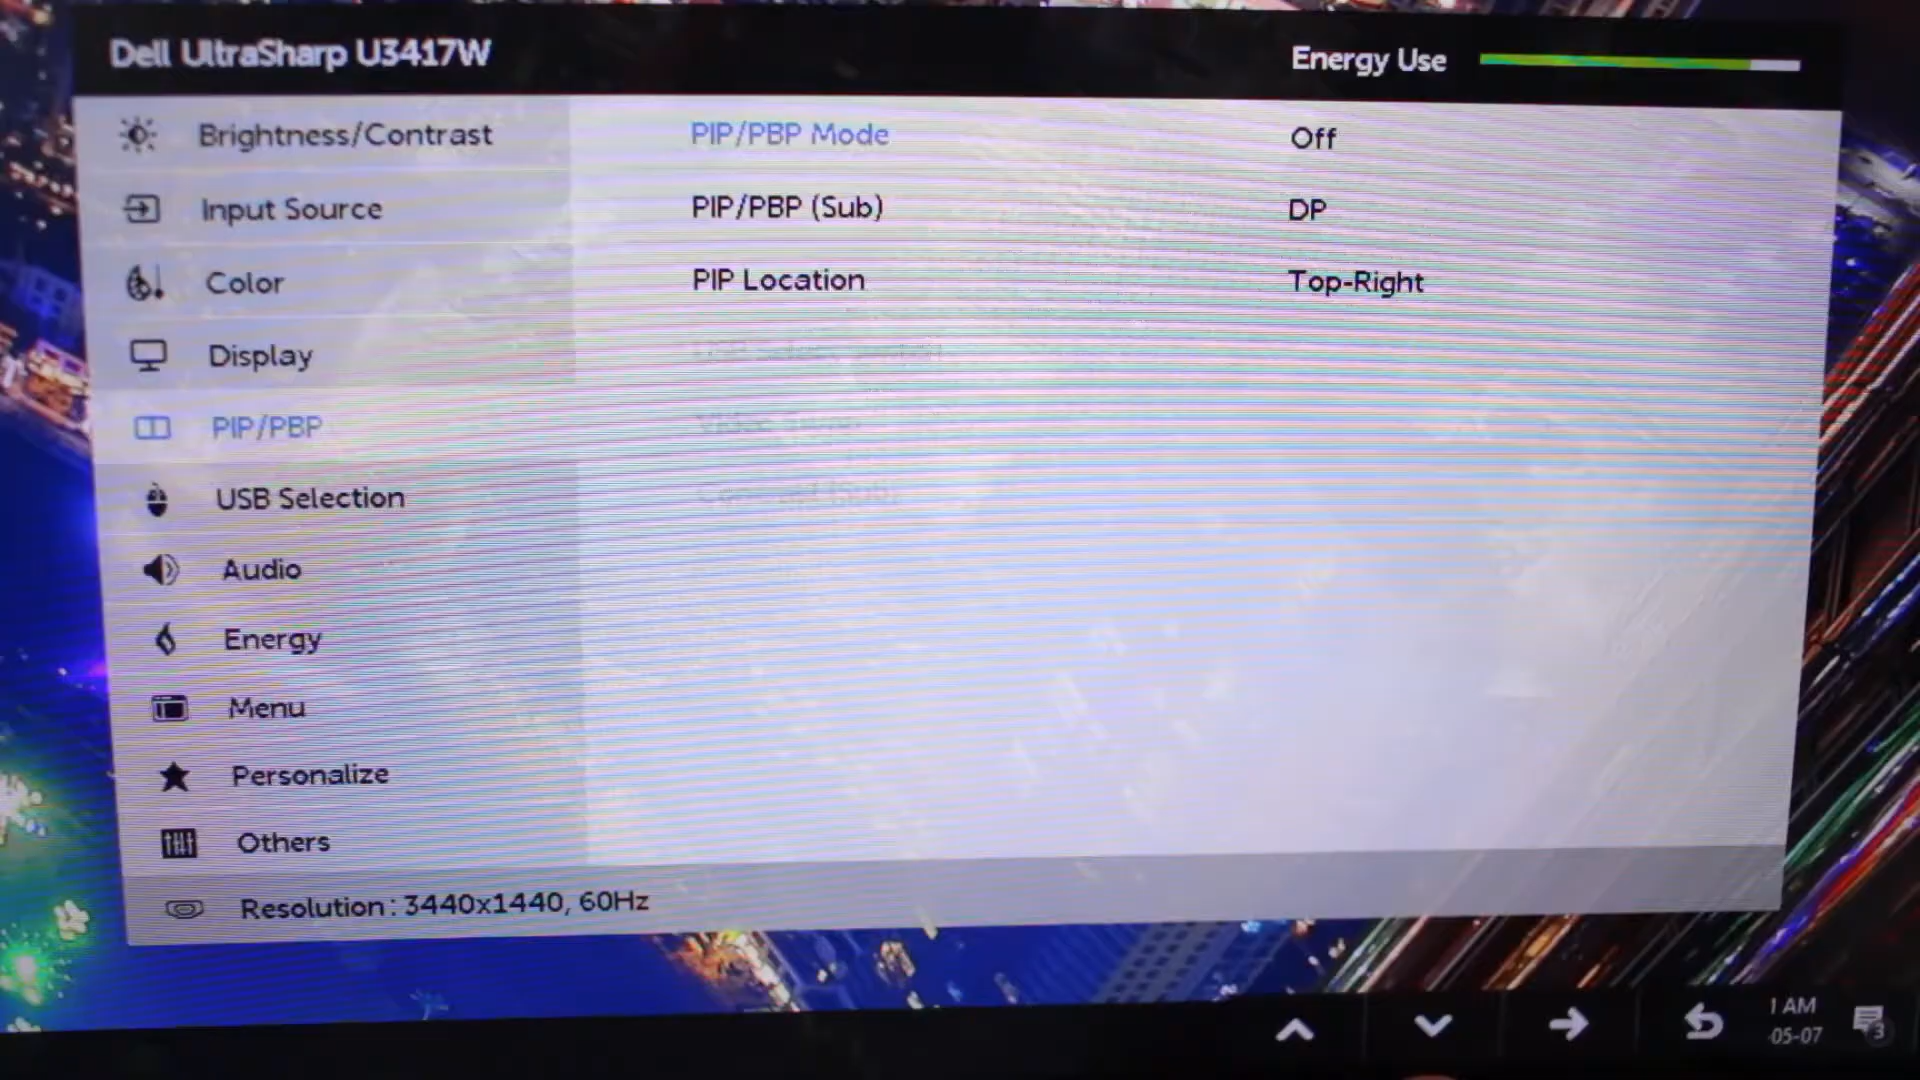 Dell UltraSharp U3417W
Energy Use
Brightness/Contrast
Input Source
Color
Display
PIP/PBP
USB Selection
Audio
Energy
Menu
Personalize
Others
PIP/PBP Mode Off
PIP/PBP (Sub) DP
PIP Location Top-Right
Resolution: 3440x1440, 60Hz
1 AM
05-07
3